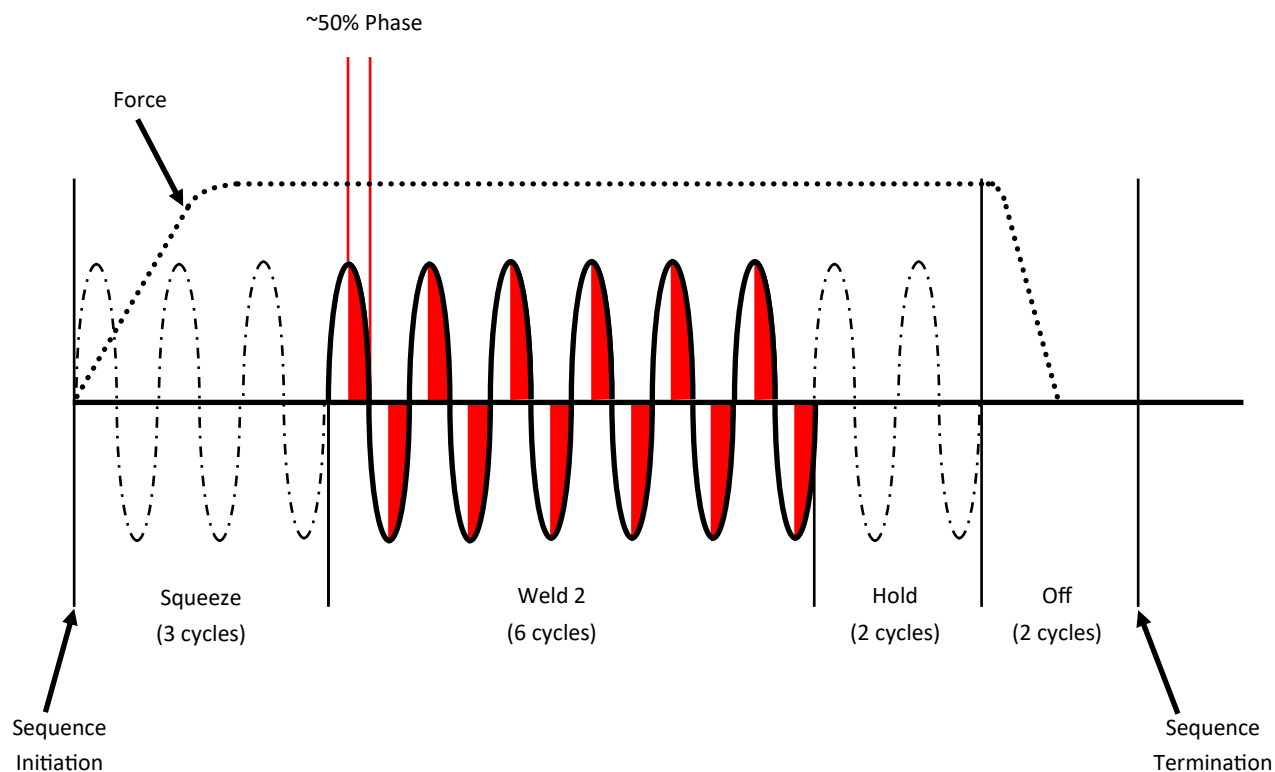 ~50% Phase
Force
Squeeze
(3 cycles)
Weld 2
(6 cycles)
Hold
(2 cycles)
Off
(2 cycles)
Sequence
Initiation
Sequence
Termination